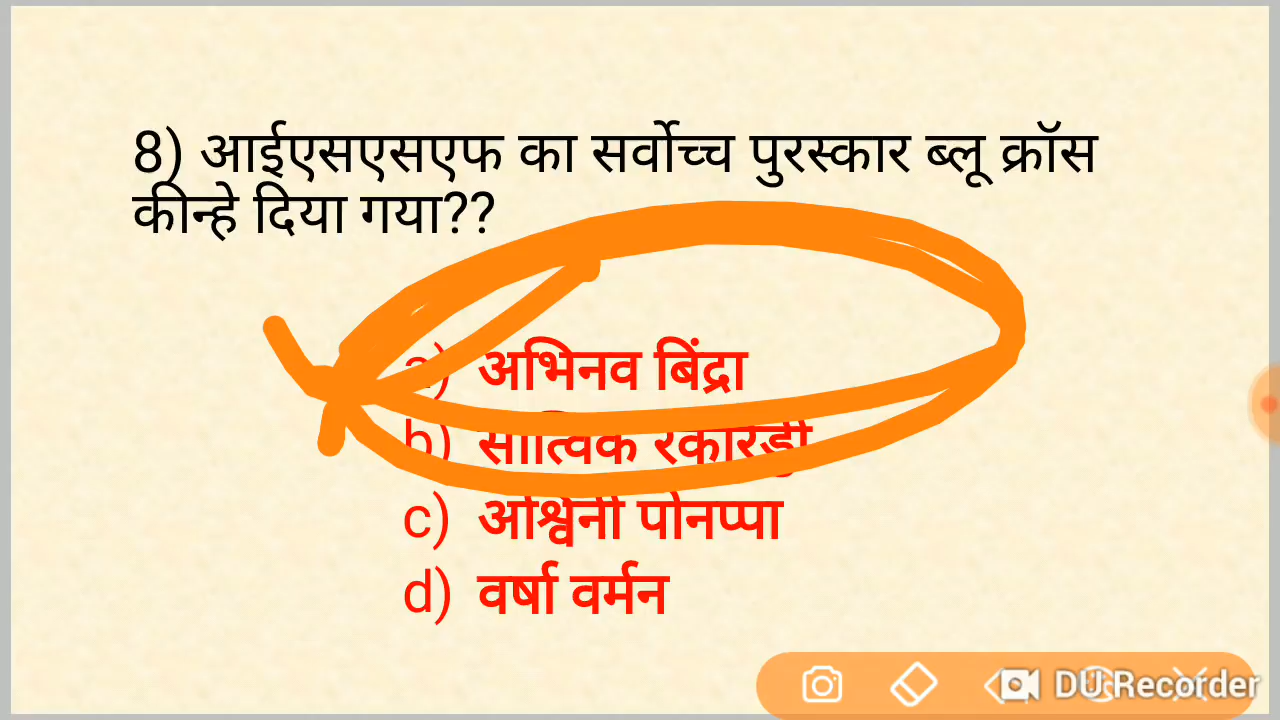 8) आईएसएसएफ का सर्वोच्च पुरस्कार ब्लू क्रॉस
कीन्हे दिया गया??
a) अभिनव बिंद्रा
b) सात्विक रंकारेड्डी
c) अश्विनी पोनप्पा
d) वर्षा वर्मन
DU Recorder